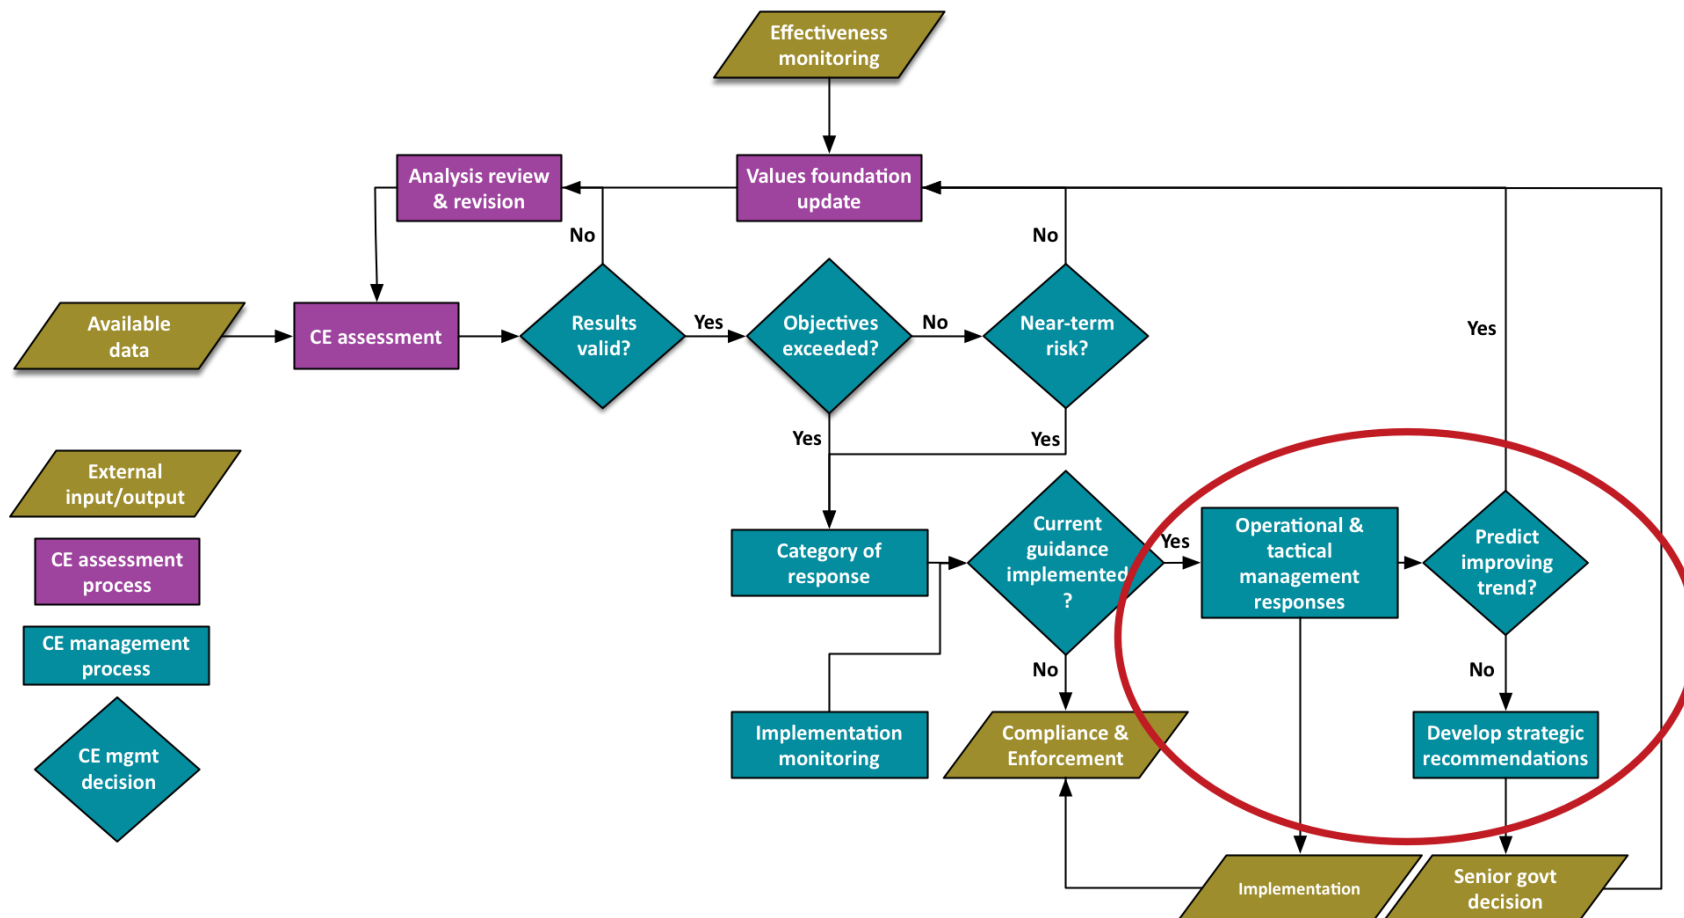 Effectiveness
monitoring
Analysis review
& revision
Values foundation
update
No
No
Available
data
CE assessment
Results
valid?
Yes
Objectives
exceeded?
No
Near-term
risk?
Yes
Yes
Yes
External
input/output
CE assessment
process
CE management
process
CE mgmt
decision
Category of
response
Current
guidance
implemented
?
Yes
Operational &
tactical
management
responses
Predict
improving
trend?
No
No
Implementation
monitoring
Compliance &
Enforcement
Develop strategic
recommendations
Implementation
Senior govt
decision